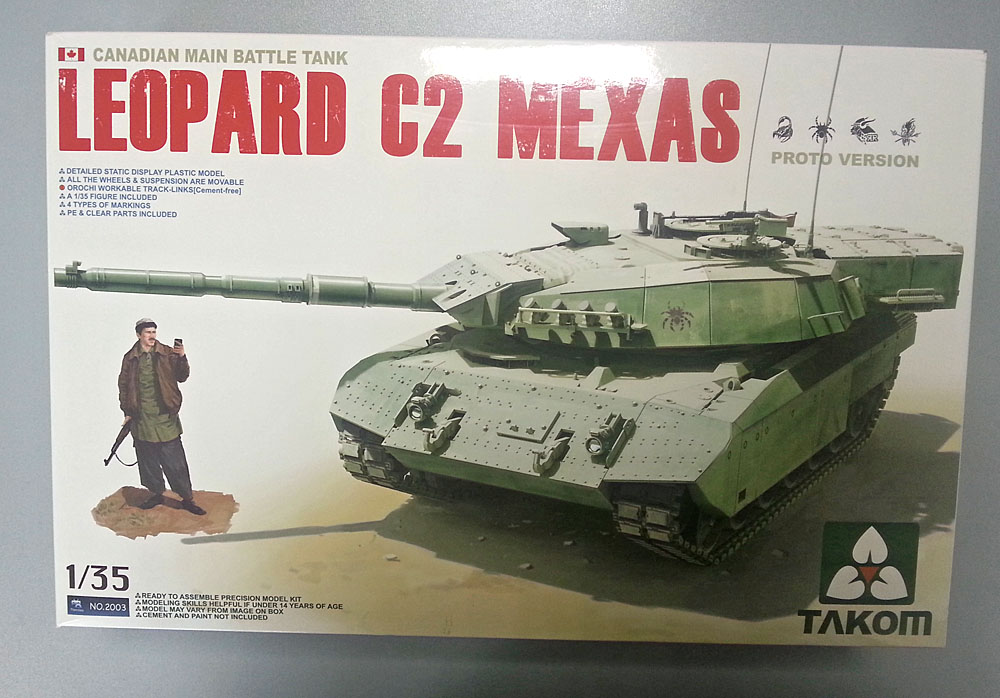 CANADIAN MAIN BATTLE TANK
LEOPARD C2 MEXAS
PROTO VERSION
DETAILED STATIC DISPLAY PLASTIC MODEL
ALL THE WHEELS & SUSPENSION ARE MOVABLE
OROCHI WORKABLE TRACK-LINKS[Cement-free]
A 1/35 FIGURE INCLUDED
4 TYPES OF MARKINGS
PE & CLEAR PARTS INCLUDED
1/35
NO.2003
READY TO ASSEMBLE PRECISION MODEL KIT
MODELING SKILLS HELPFUL IF UNDER 14 YEARS OF AGE
MODEL MAY VARY FROM IMAGE ON BOX
CEMENT AND PAINT NOT INCLUDED
TAKOM